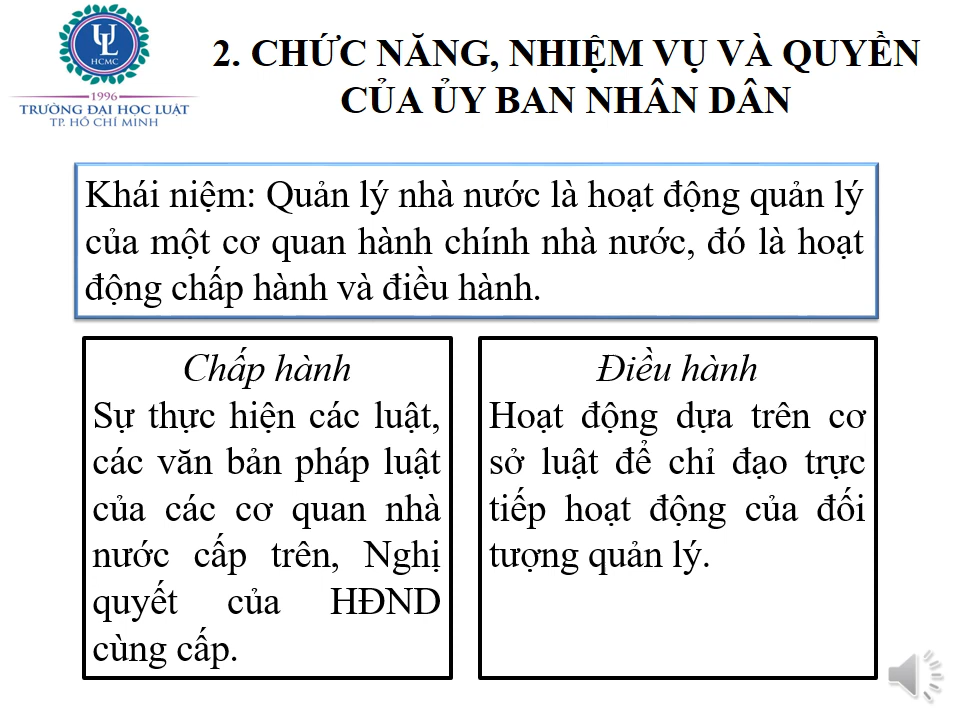 UL
HCMC
1996
TRƯỜNG ĐẠI HỌC LUẬT
TP. HỒ CHÍ MINH
2. CHỨC NĂNG, NHIỆM VỤ VÀ QUYỀN
CỦA ỦY BAN NHÂN DÂN
Khái niệm: Quản lý nhà nước là hoạt động quản lý
của một cơ quan hành chính nhà nước, đó là hoạt
động chấp hành và điều hành.
Chấp hành
Sự thực hiện các luật,
các văn bản pháp luật
của các cơ quan nhà
nước cấp trên, Nghị
quyết của HĐND
cùng cấp.
Điều hành
Hoạt động dựa trên cơ
sở luật để chỉ đạo trực
tiếp hoạt động của đối
tượng quản lý.